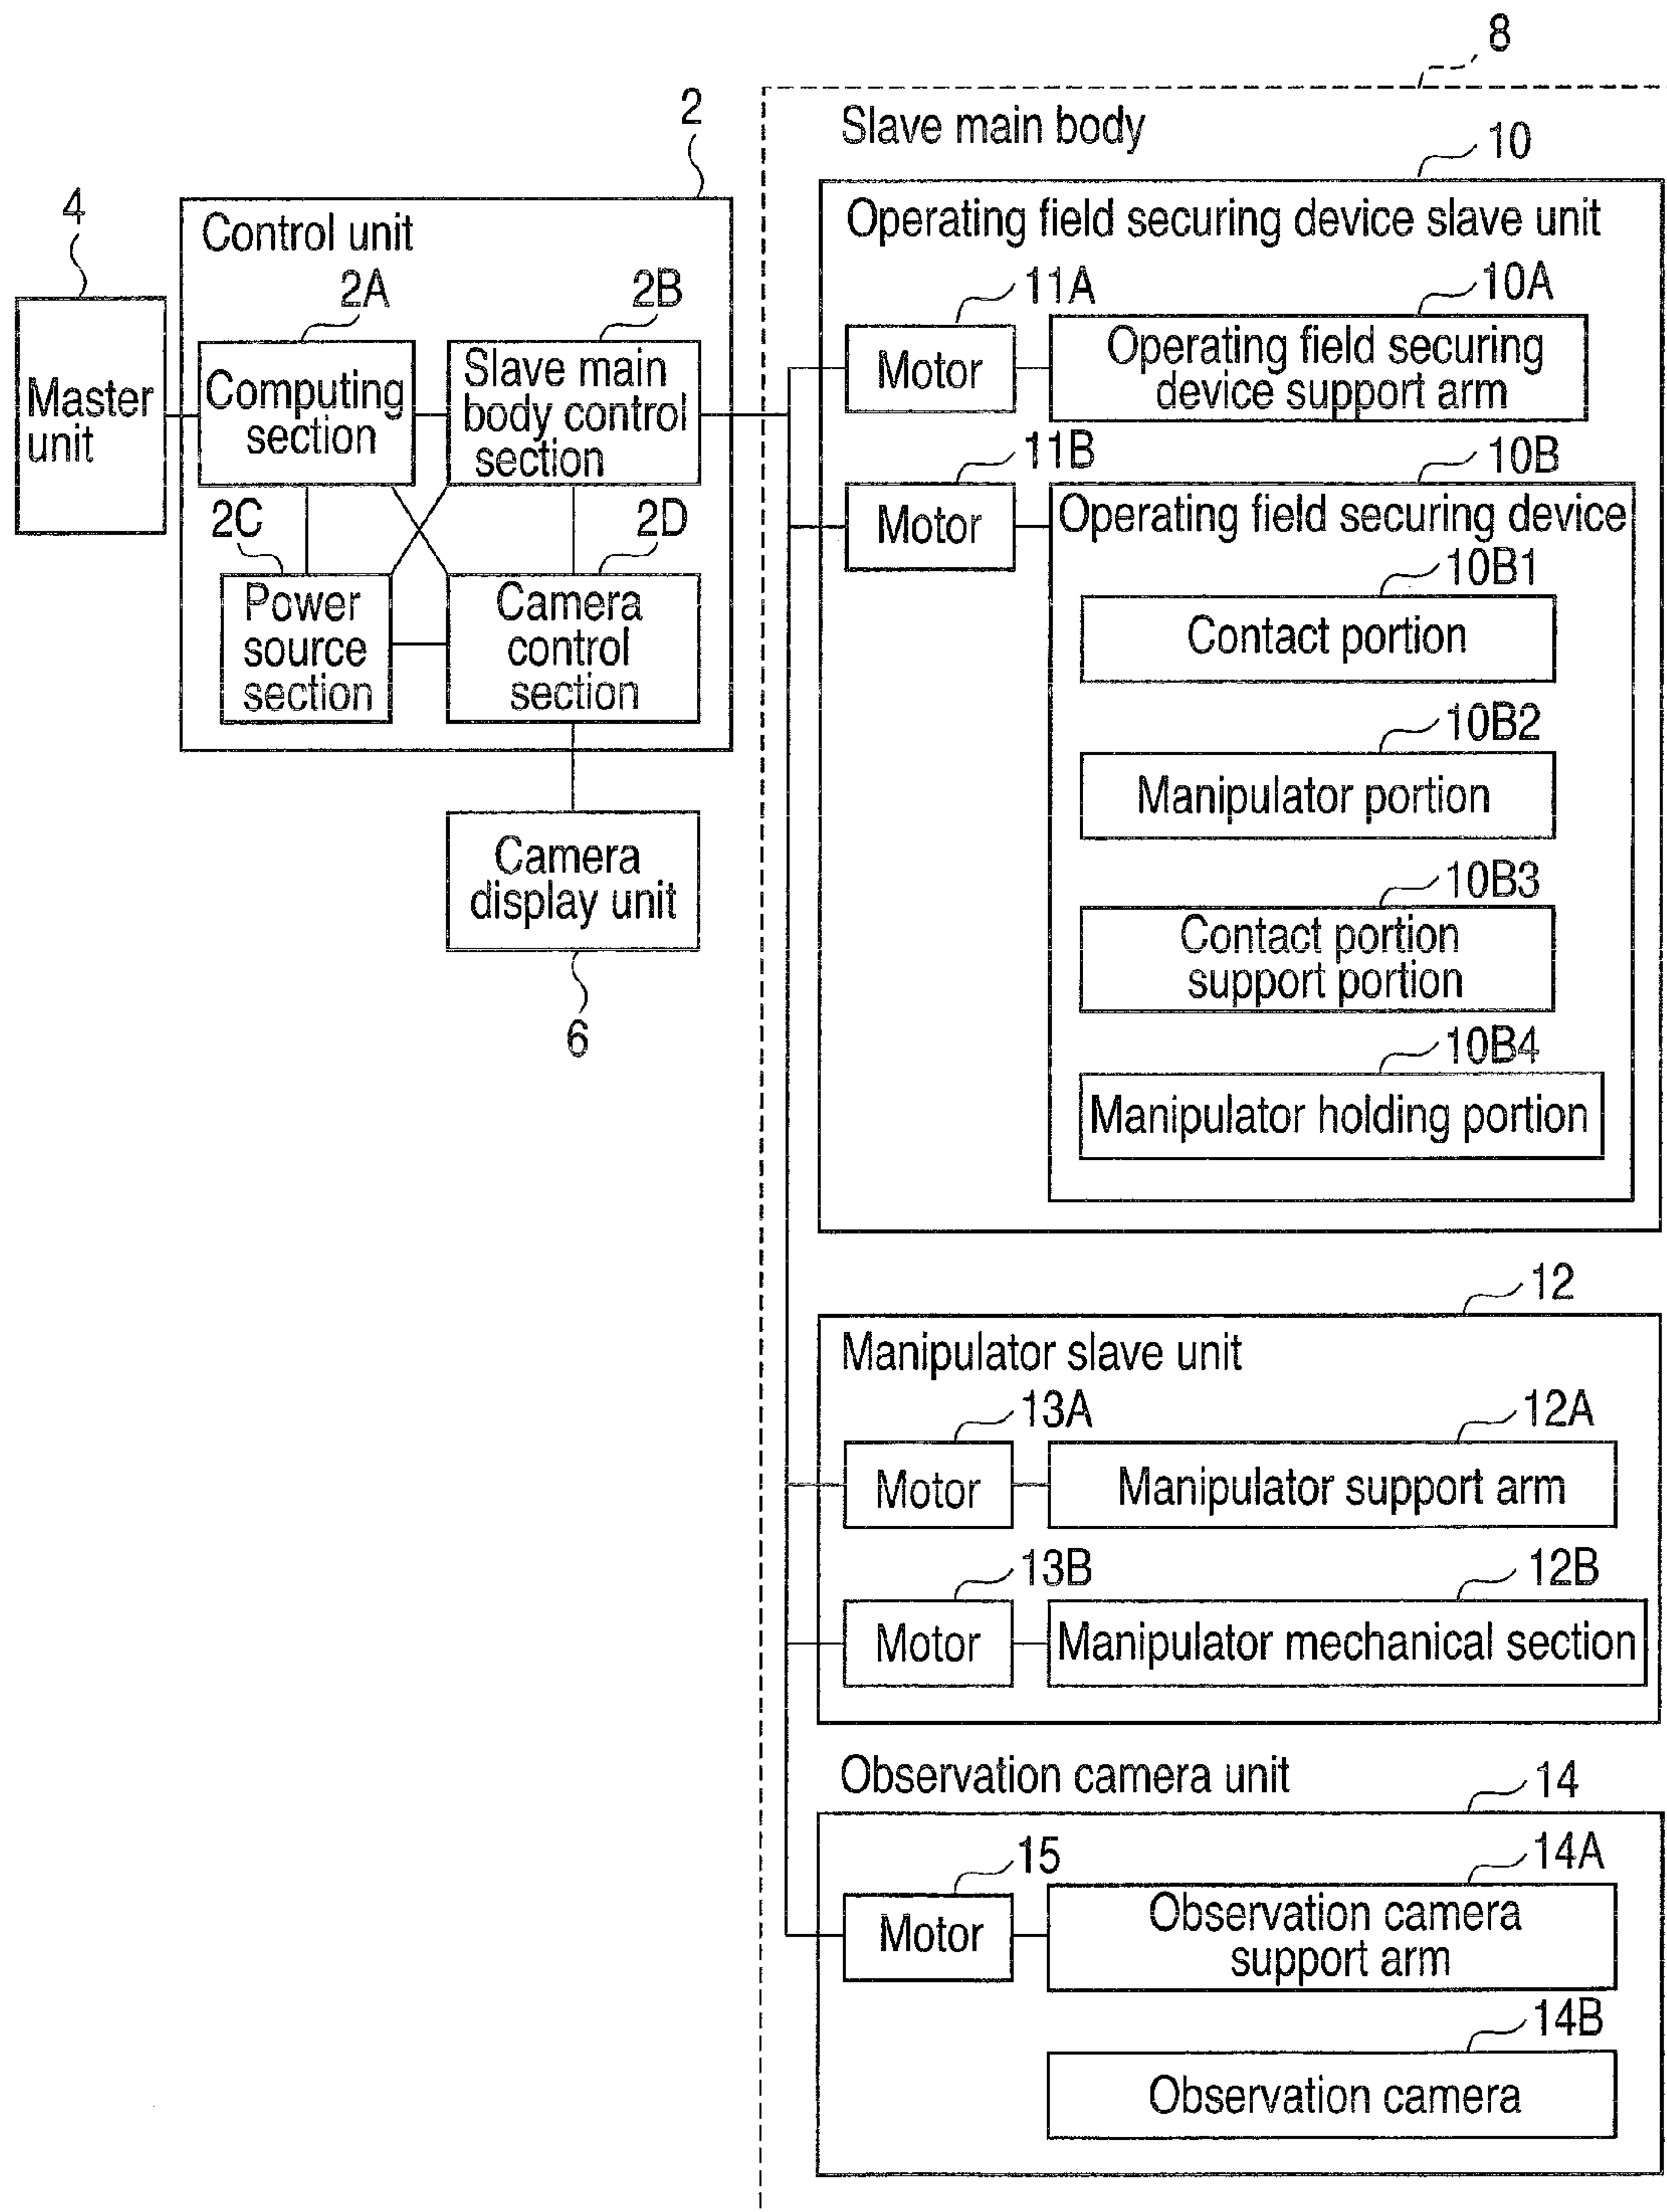 8
Slave main body
2
10
4
Control unit
Operating field securing device slave unit
2A
2B
11A
10A
Master
unit
Computing
section
Slave main
body control
section
Motor
Operating field securing
device support arm
11B
10B
2C
2D
Motor
Operating field securing device
10B1
Power
source
section
Camera
control
section
Contact portion
10B2
Manipulator portion
Camera
display unit
10B3
Contact portion
support portion
6
10B4
Manipulator holding portion
12
Manipulator slave unit
13A
12A
Motor
Manipulator support arm
13B
12B
Motor
Manipulator mechanical section
Observation camera unit
14
15
14A
Motor
Observation camera
support arm
14B
Observation camera